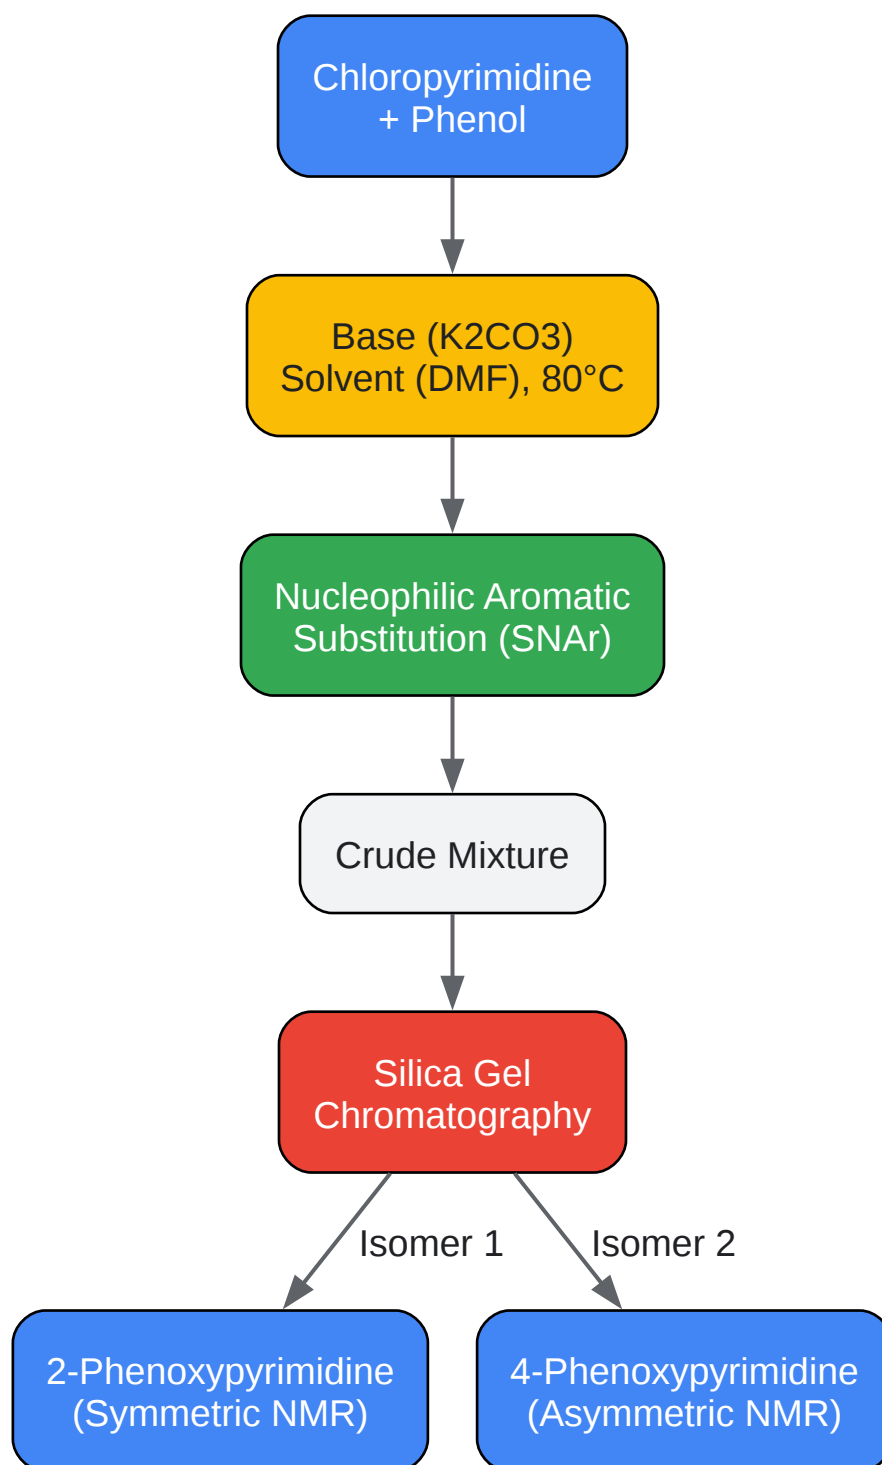 Chloropyrimidine
+ Phenol
Base (K2CO3)
Solvent (DMF), 80°C
Nucleophilic Aromatic
Substitution (SNAr)
Crude Mixture
Silica Gel
Chromatography
Isomer 1
Isomer 2
2-Phenoxypyrimidine
(Symmetric NMR)
4-Phenoxypyrimidine
(Asymmetric NMR)